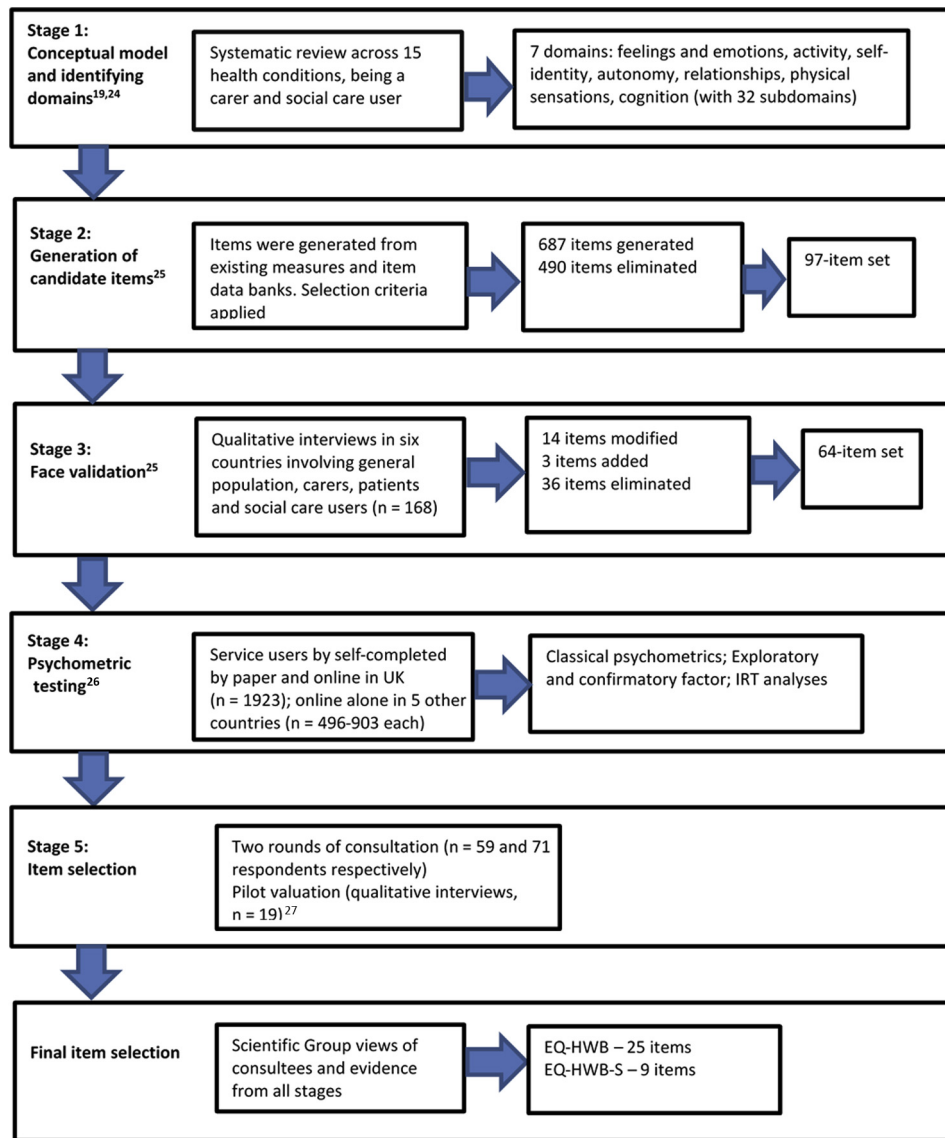 Stage 1:
Conceptual model
and identifying
domains19,24
Systematic review across 15
health conditions, being a
carer and social care user
7 domains: feelings and emotions, activity, self-
identity, autonomy, relationships, physical
sensations, cognition (with 32 subdomains)
Stage 2:
Generation of
candidate items25
Items were generated from
existing measures and item
data banks. Selection criteria
applied
687 items generated
490 items eliminated
97-item set
Stage 3:
Face validation25
Qualitative interviews in six
countries involving general
population, carers, patients
and social care users (n = 168)
14 items modified
3 items added
36 items eliminated
64-item set
Stage 4:
Psychometric
testing26
Service users by self-completed
by paper and online in UK
(n = 1923); online alone in 5 other
countries (n = 496-903 each)
Classical psychometrics; Exploratory
and confirmatory factor; IRT analyses
Stage 5:
Item selection
Two rounds of consultation (n = 59 and 71
respondents respectively)
Pilot valuation (qualitative interviews,
n = 19)27
Final item selection
Scientific Group views of
consultees and evidence
from all stages
EQ-HWB – 25 items
EQ-HWB-S – 9 items